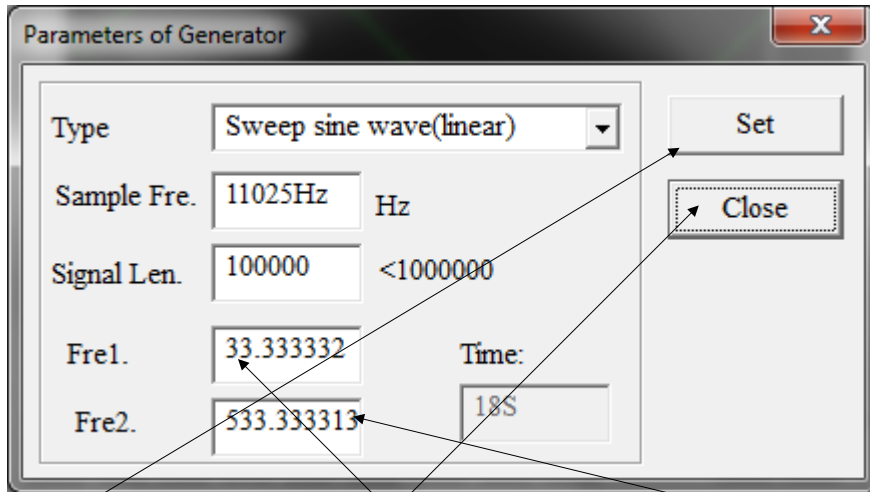 Parameters of Generator
Type
Sweep sine wave(linear)
Set
Sample Fre.
11025Hz
Hz
Close
Signal Len.
100000
<1000000
Fre1.
33.333332
Time:
Fre2.
533.333313
18S